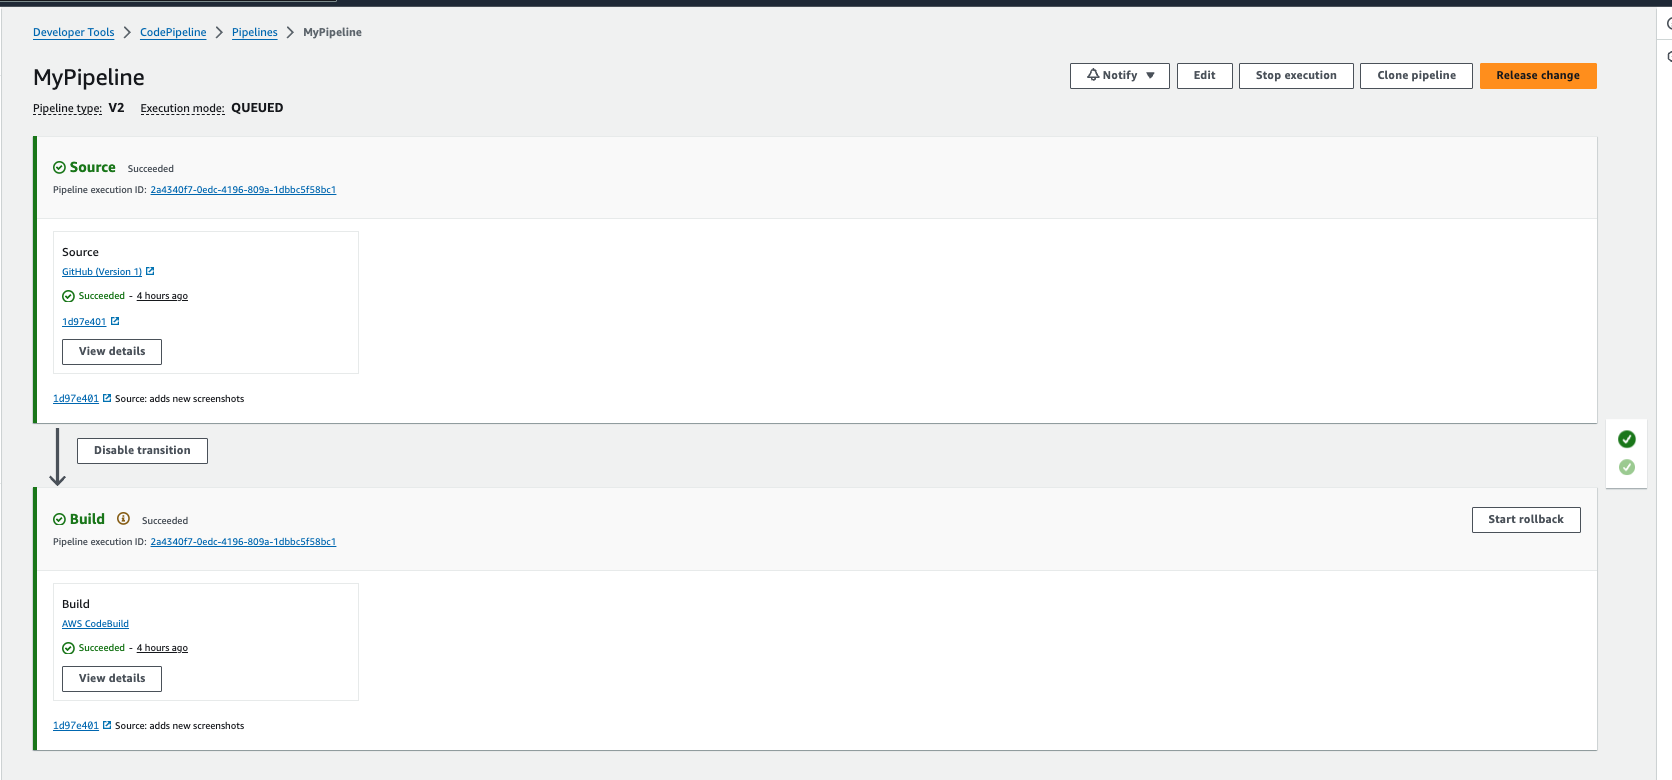 Developer Tools > CodePipeline > Pipelines > MyPipeline
MyPipeline
Notify Edit Stop execution Clone pipeline Release change
Pipeline type: V2 Execution mode: QUEUED
Source Succeeded
Pipeline execution ID: 2a4340f7-0edc-4196-809a-1dbbc5f58bc1
Source
GitHub (Version 1)
Succeeded - 4 hours ago
1d97e401
View details
1d97e401 Source: adds new screenshots
Disable transition
Build Succeeded
Start rollback
Pipeline execution ID: 2a4340f7-0edc-4196-809a-1dbbc5f58bc1
Build
AWS CodeBuild
Succeeded - 4 hours ago
View details
1d97e401 Source: adds new screenshots